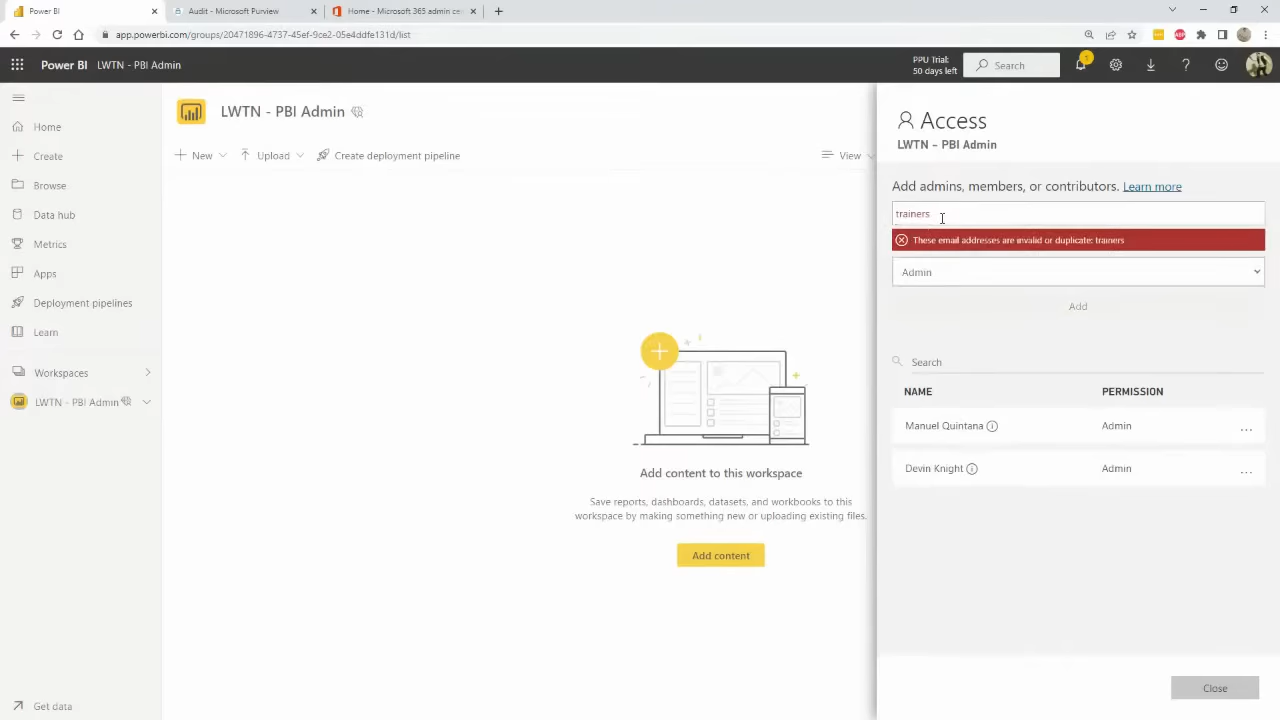 Power BI
Audit - Microsoft Purview
Home - Microsoft 365 admin ce
app.powerbi.com/groups/20471896-4737-45ef-9ce2-05e4ddfe131d/list
Power BI LWTN - PBI Admin
PPU Trial:
50 days left
Search
1
Home
Create
Browse
Data hub
Metrics
Apps
Deployment pipelines
Learn
Workspaces
LWTN - PBI Admin
Get data
LWTN - PBI Admin
New Upload Create deployment pipeline View
Add content to this workspace
Save reports, dashboards, datasets, and workbooks to this
workspace by making something new or uploading existing files.
Add content
Access
LWTN - PBI Admin
Add admins, members, or contributors. Learn more
trainers
These email addresses are invalid or duplicate: trainers
Admin
Add
Search
NAME PERMISSION
Manuel Quintana Admin ...
Devin Knight Admin ...
Close